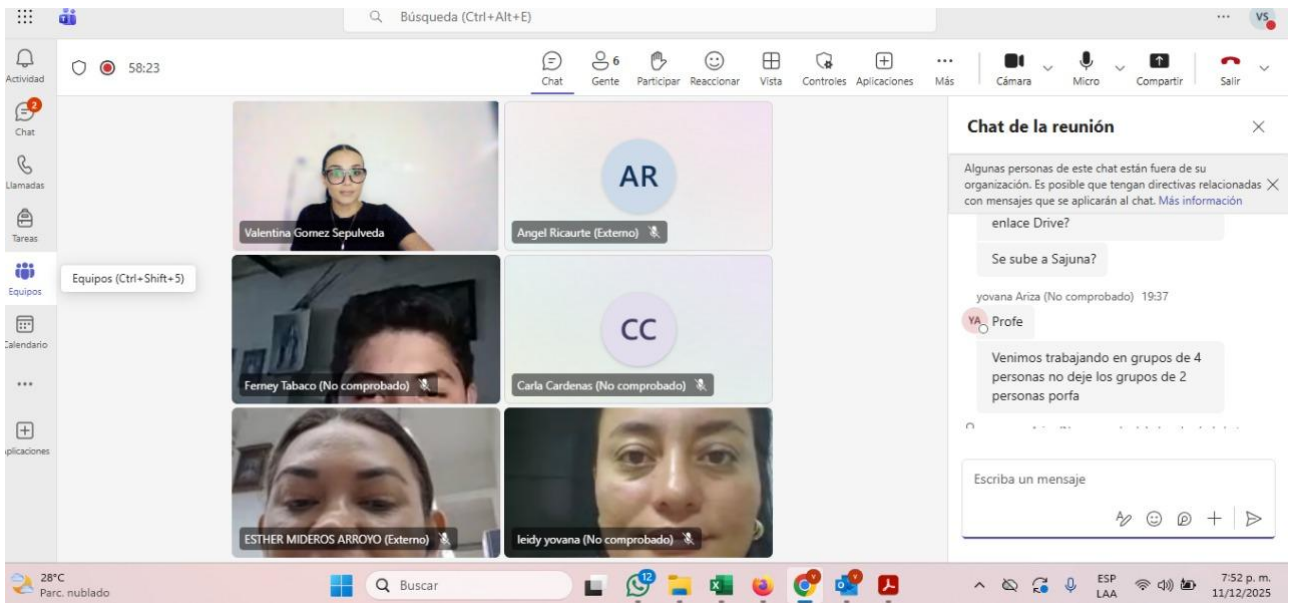 Búsqueda (Ctrl+Alt+E)
VS
58:23
6
Chat
Gente
Participar
Reaccionar
Vista
Controles
Aplicaciones
Más
Cámara
Micro
Compartir
Salir
Actividad
2
Chat
Llamadas
Tareas
Equipos
Equipos (Ctrl+Shift+5)
Calendario
plicaciones
Valentina Gomez Sepulveda
AR
Angel Ricaurte (Externo)
Ferney Tabaco (No comprobado)
CC
Carla Cardenas (No comprobado)
ESTHER MIDEROS ARROYO (Externo)
leidy yovana (No comprobado)
Chat de la reunión
Algunas personas de este chat están fuera de su
organización. Es posible que tengan directivas relacionadas
con mensajes que se aplicarán al chat. Más información
enlace Drive?
Se sube a Sajuna?
yovana Ariza (No comprobado) 19:37
YA
Profe
Venimos trabajando en grupos de 4
personas no deje los grupos de 2
personas porfa
Escriba un mensaje
28°C
Parc. nublado
Buscar
12
ESP
LAA
7:52 p. m.
11/12/2025